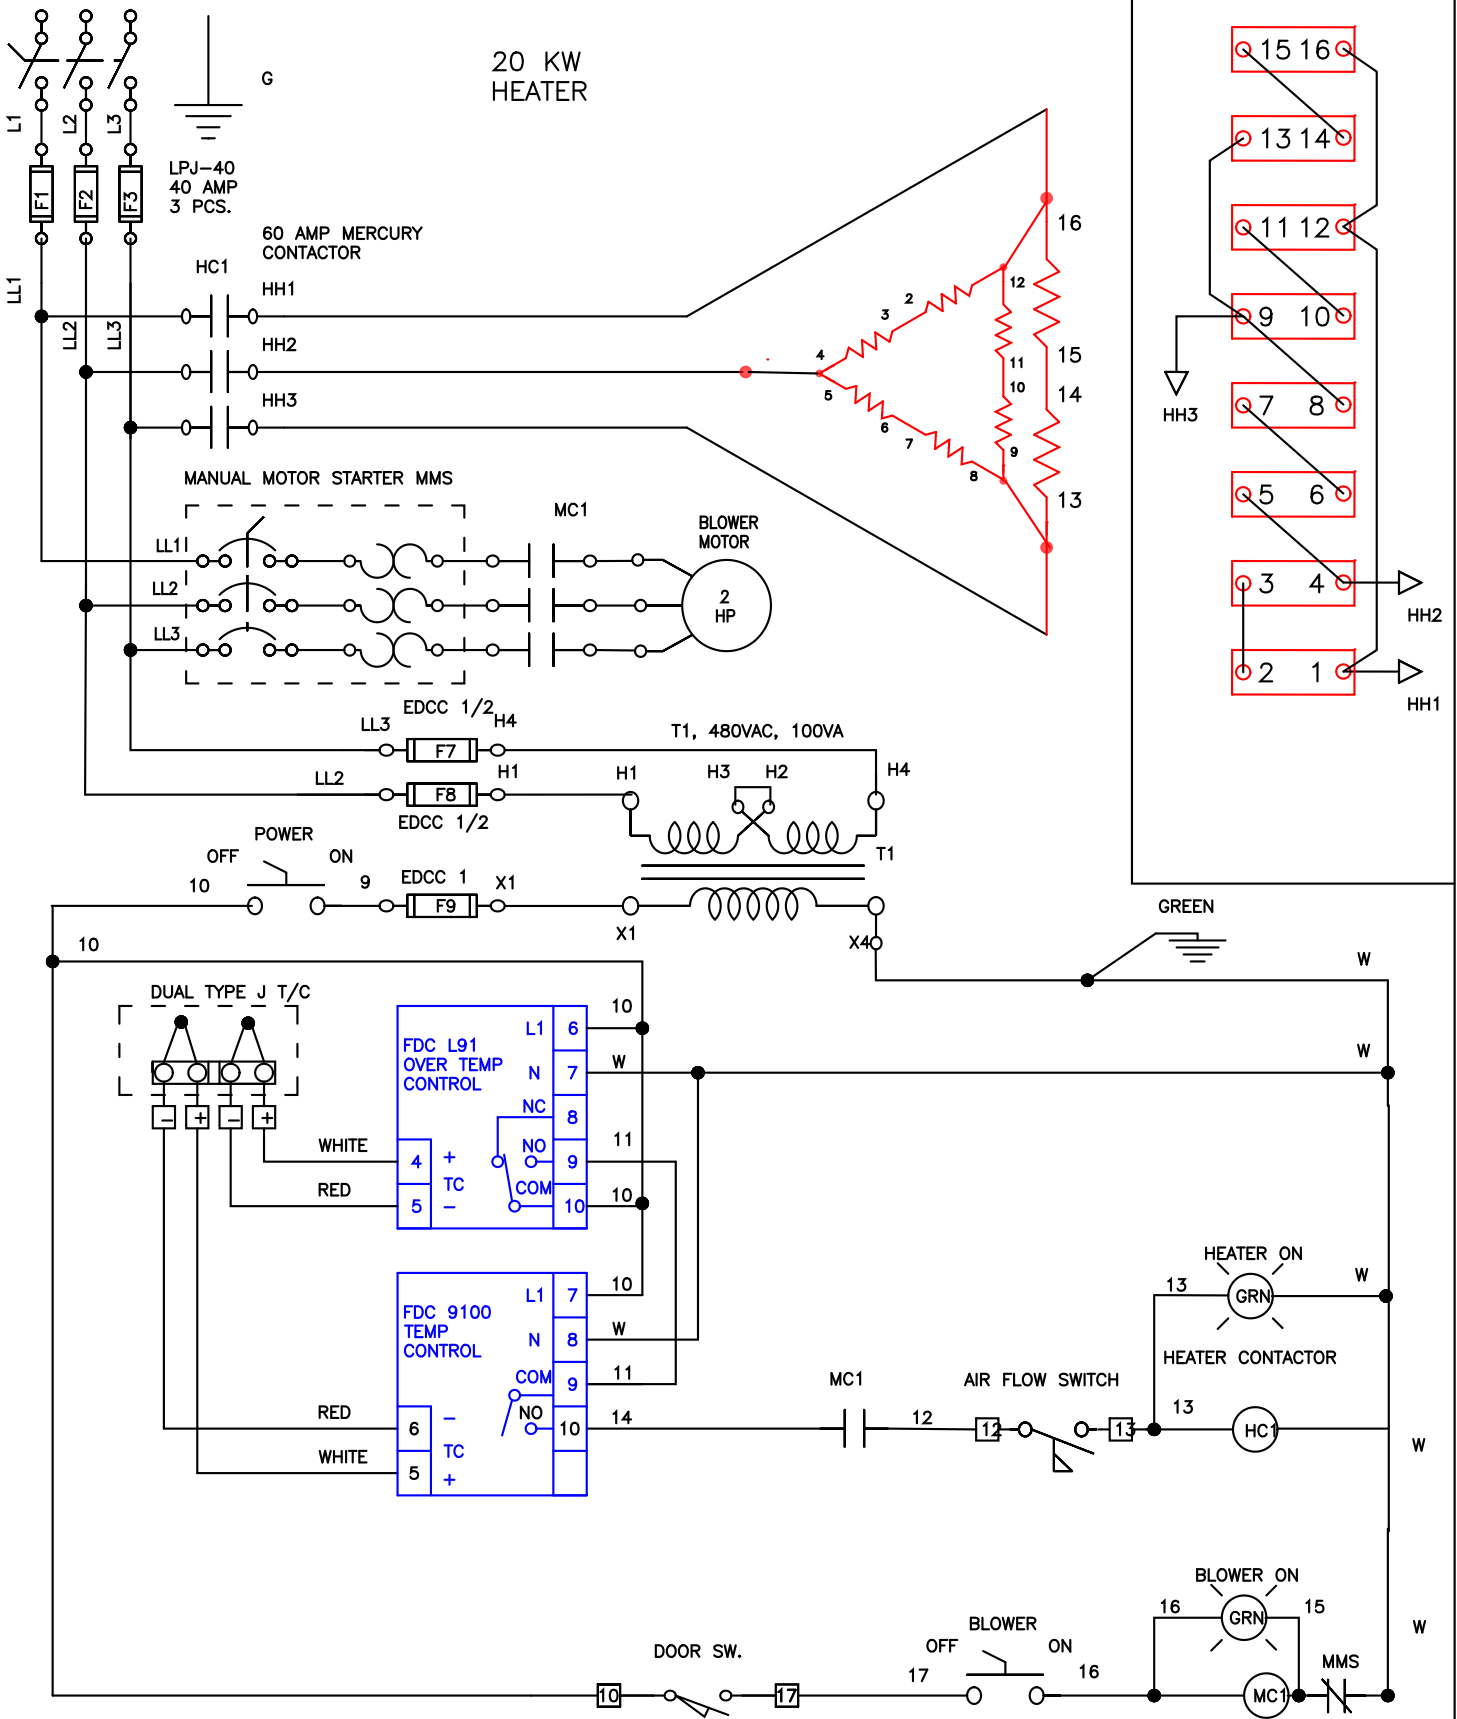 20 KW
HEATER
G
L1
L2
L3
LPJ-40
40 AMP
3 PCS.
F1
F2
F3
60 AMP MERCURY
CONTACTOR
HC1
LL1
LL2
LL3
HH1
HH2
HH3
16
12
2
3
4
5
6
7
8
11
10
9
15
14
13
MANUAL MOTOR STARTER MMS
MC1
BLOWER
MOTOR
LL1
LL2
LL3
2
HP
15 16
13 14
11 12
9 10
7 8
5 6
3 4
2 1
HH3
HH2
HH1
EDCC 1/2
LL3
F7
H4
T1, 480VAC, 100VA
LL2
F8
H1
EDCC 1/2
H1
H3
H2
H4
T1
POWER
OFF
ON
10
9
EDCC 1
F9
X1
X1
X4
GREEN
W
10
DUAL TYPE J T/C
-
+
-
+
WHITE
RED
FDC L91
OVER TEMP
CONTROL
L1 6
N 7
NC 8
NO 9
COM 10
4 +
TC
5 -
10
W
11
10
W
FDC 9100
TEMP
CONTROL
L1 7
N 8
COM 9
NO 10
6 -
TC
5 +
RED
WHITE
10
W
11
14
MC1
12
AIR FLOW SWITCH
12
13
HEATER ON
13
GRN
W
HEATER CONTACTOR
13
HC1
W
BLOWER ON
16
GRN
15
W
DOOR SW.
10
17
17
BLOWER
OFF
ON
16
MC1
MMS